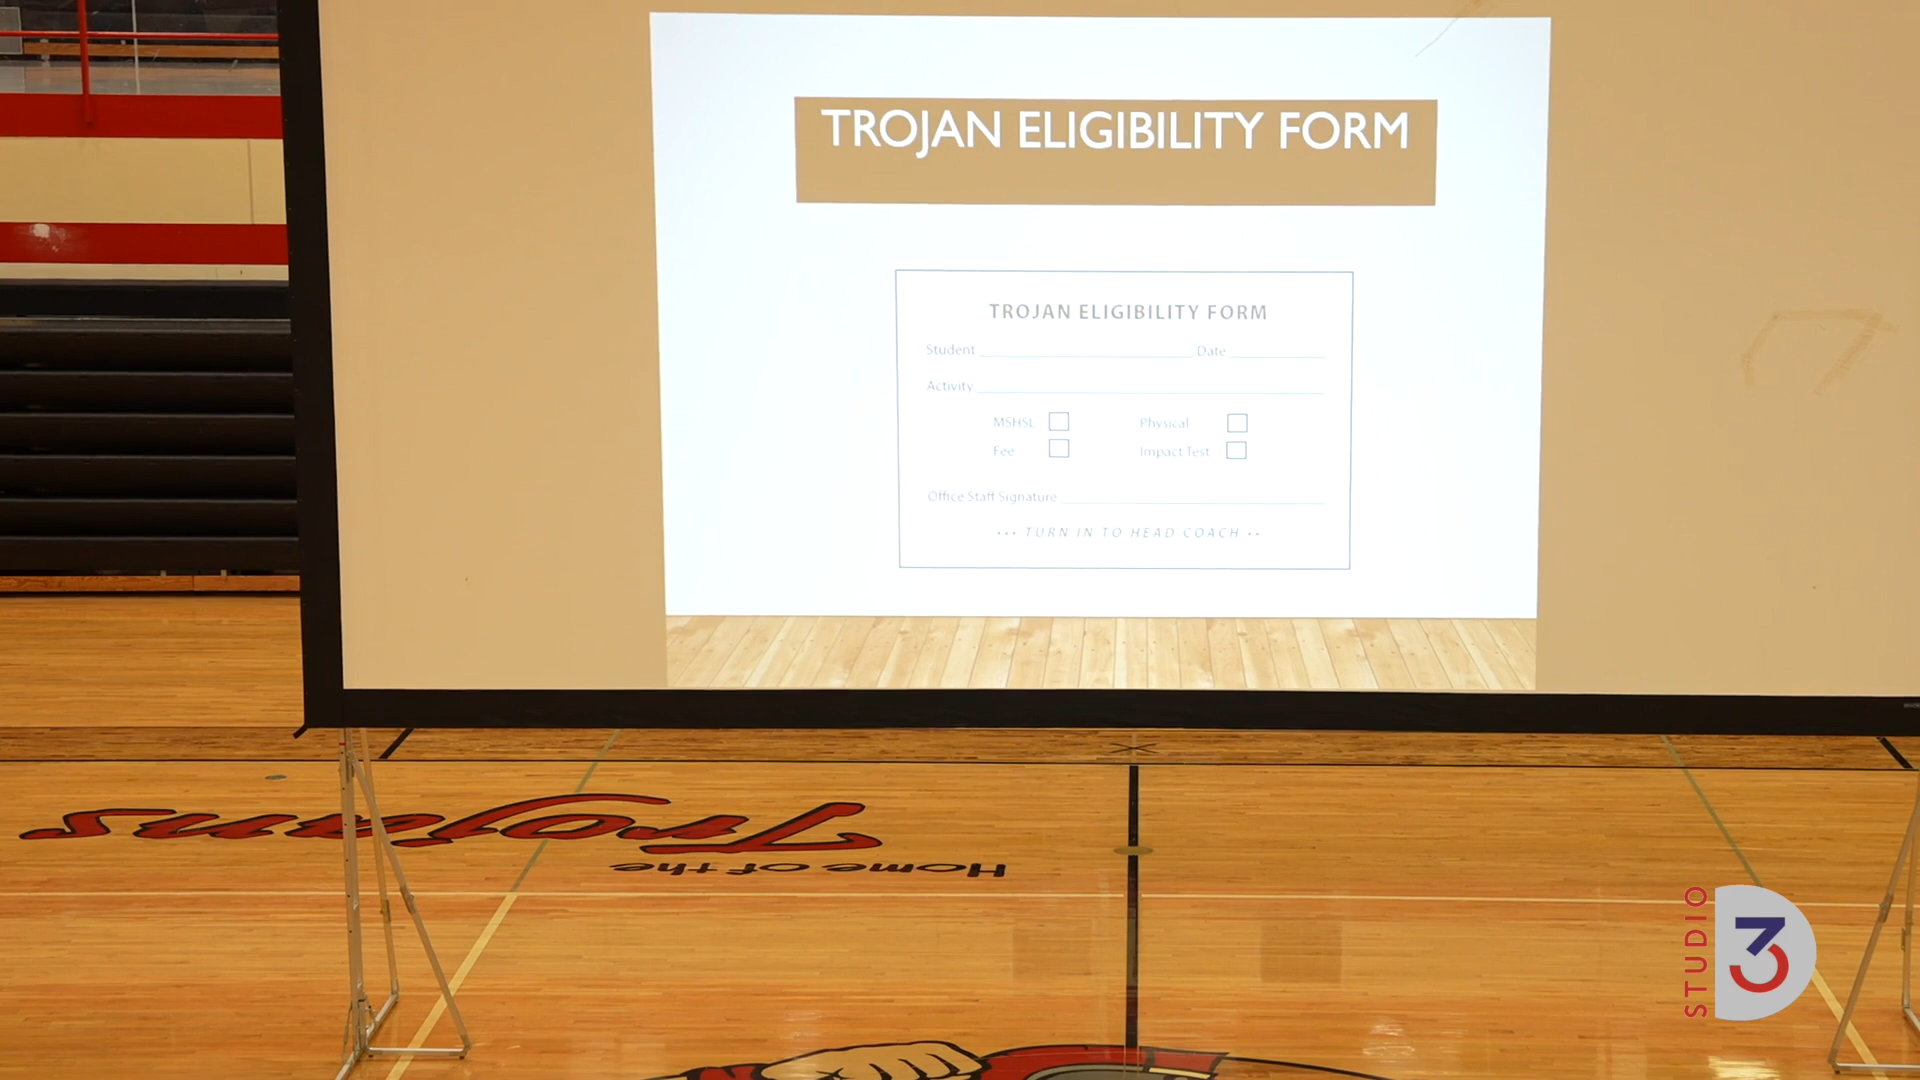 TROJAN ELIGIBILITY FORM
TROJAN ELIGIBILITY FORM
Student Date
Activity
MSHSL Physical
Fee Impact Test
Office Staff Signature
••• TURN IN TO HEAD COACH ••
Home of the
Trojans
STUDIO
3